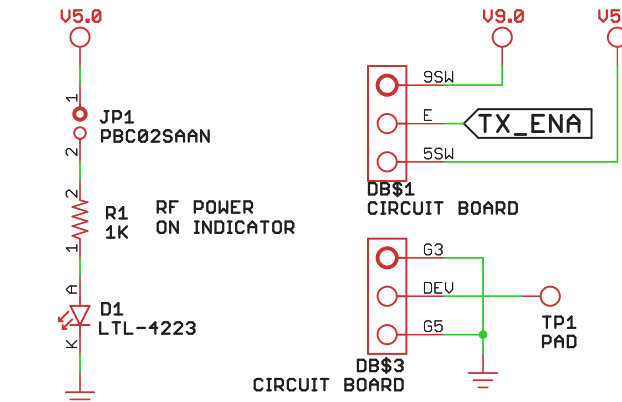 V5.0
1
JP1
PBC02SAAN
2
2
R1
1K
1
RF POWER
ON INDICATOR
A
D1
LTL-4223
K
V9.0
V5
9SW
E
TX_ENA
5SW
DB$1
CIRCUIT BOARD
G3
DEV
G5
TP1
PAD
DB$3
CIRCUIT BOARD